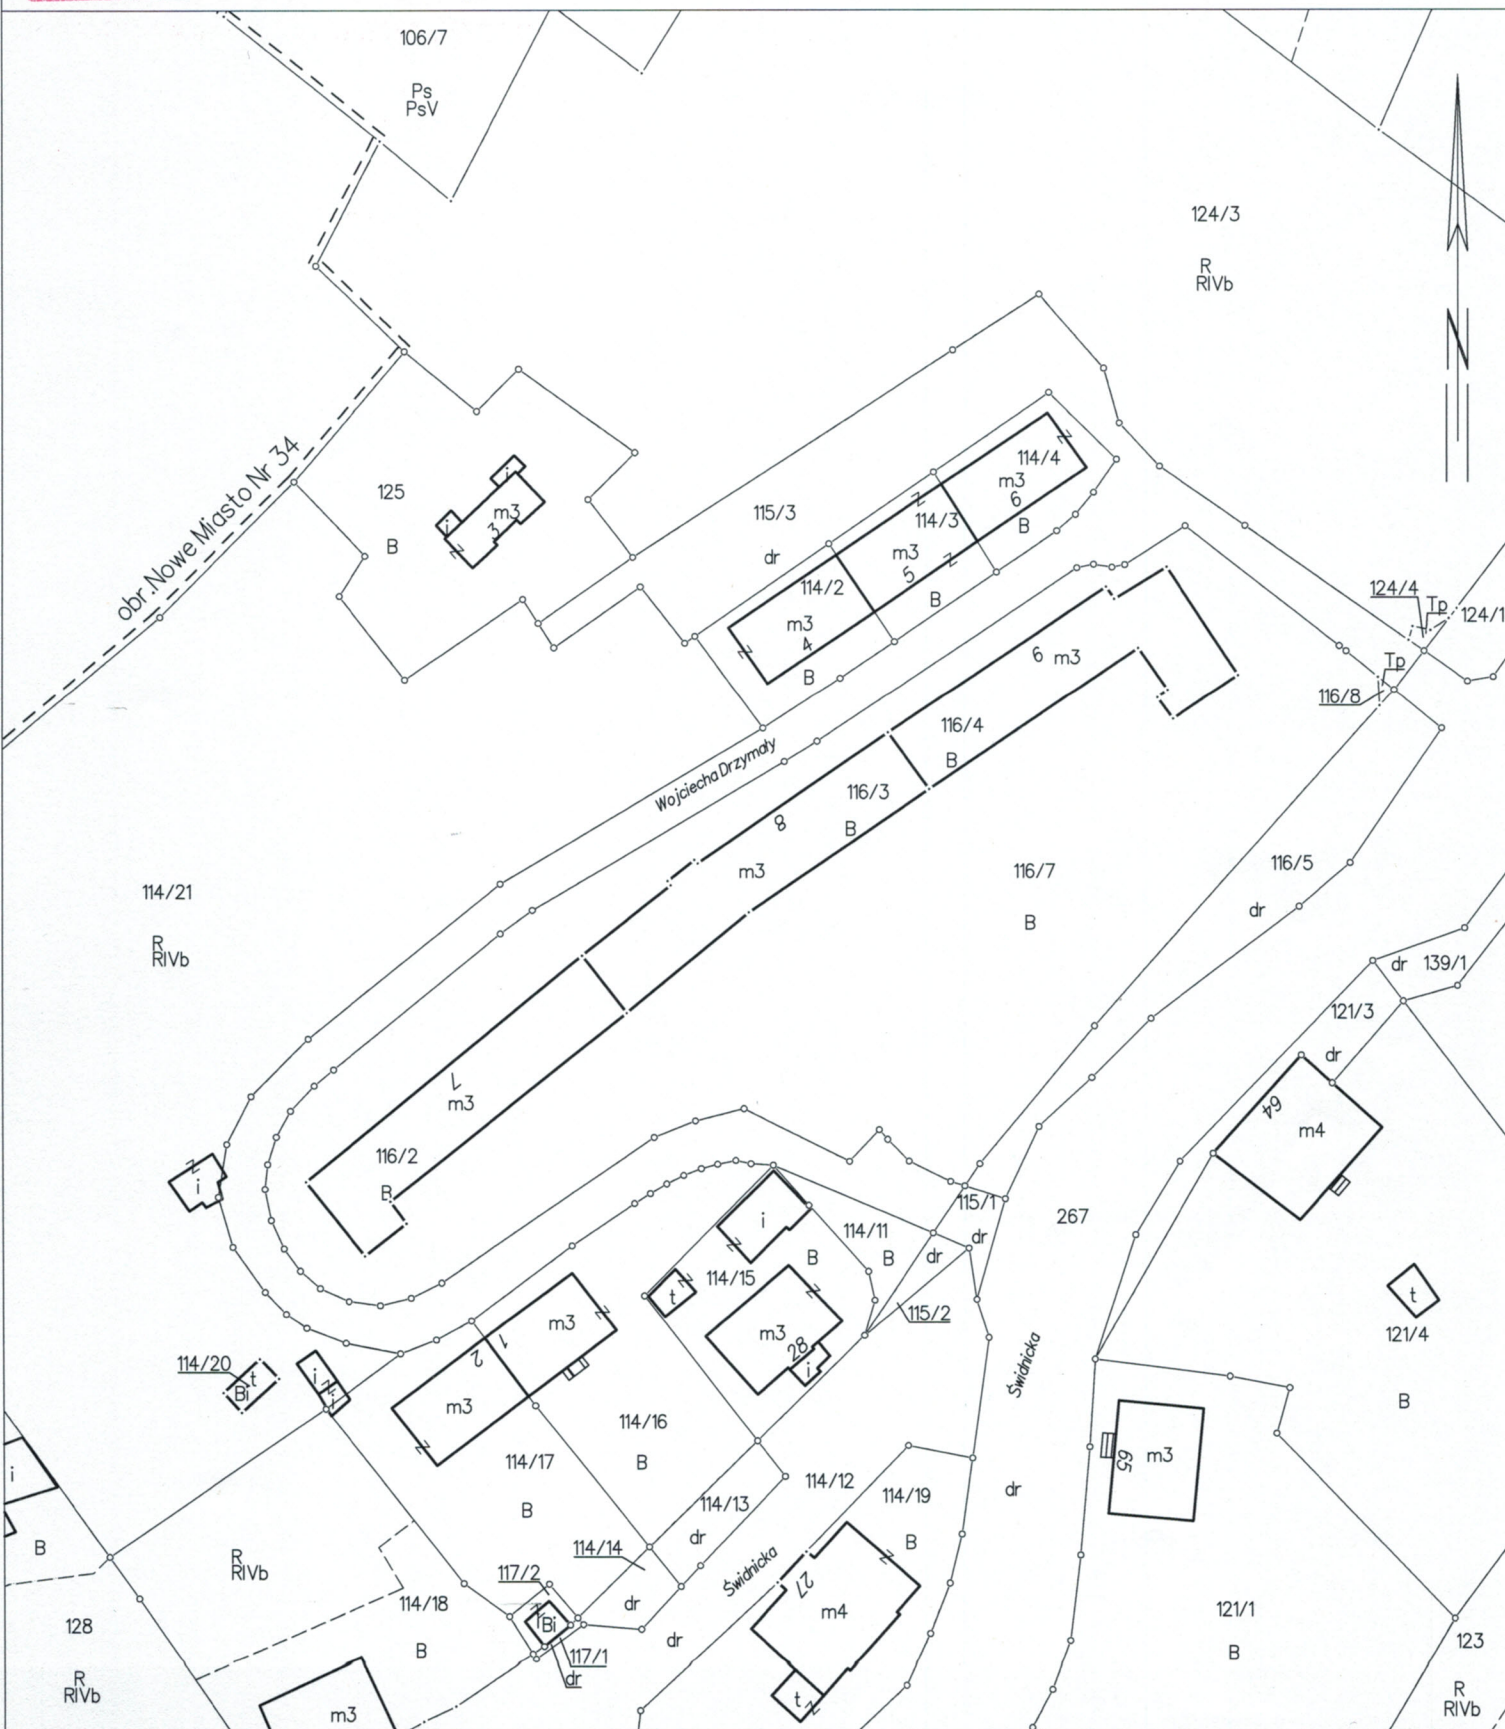 106/7
Ps
PsV
124/3
R
RIVb
N
obr. Nowe Miasto Nr 34
125
B
i
i
m3
3
115/3
dr
114/4
m3
6
B
114/3
m3
5
B
114/2
m3
4
B
124/4
Tp
124/1
Tp
116/8
9
m3
116/4
B
Wojciecha Drzymały
116/3
8
B
m3
116/7
B
116/5
dr
114/21
R
RIVb
dr
139/1
121/3
dr
7
m3
64
m4
116/2
B
i
i
114/11
B
B
115/1
dr
dr
267
114/15
t
t
115/2
m3
28
i
121/4
B
1
m3
2
m3
114/20
t
Bi
i
i
Świdnicka
114/16
B
114/17
B
65
m3
i
B
114/12
114/19
B
dr
114/13
dr
114/14
R
RIVb
117/2
Świdnicka
27
m4
114/18
B
Bi
dr
dr
117/1
dr
128
R
RIVb
121/1
B
123
R
RIVb
t
m3